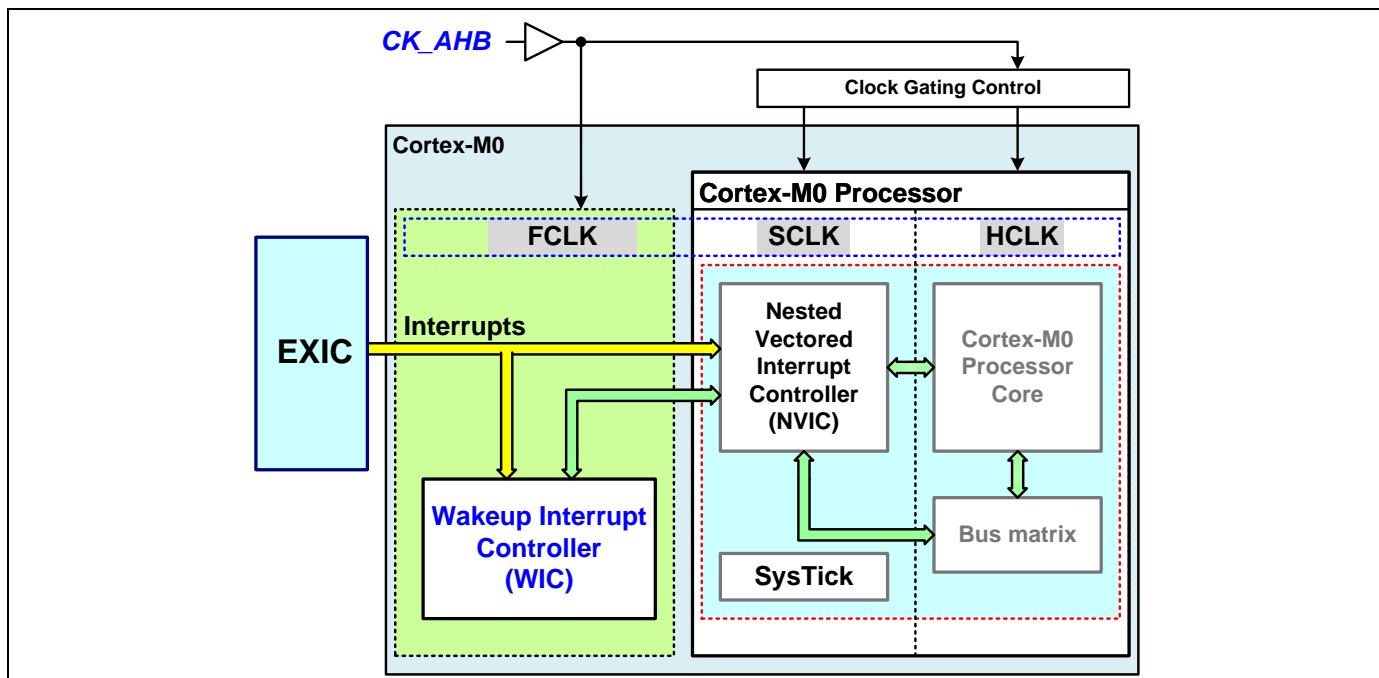 CK_AHB
Clock Gating Control
Cortex-M0
Cortex-M0 Processor
FCLK
SCLK
HCLK
EXIC
Interrupts
Nested
Vectored
Interrupt
Controller
(NVIC)
Cortex-M0
Processor
Core
Wakeup Interrupt
Controller
(WIC)
Bus matrix
SysTick